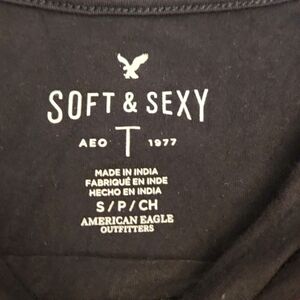 SOFT & SEXY
AEO T 1977
MADE IN INDIA
FABRIQUÉ EN INDE
HECHO EN INDIA
S/P/CH
AMERICAN EAGLE
OUTFITTERS